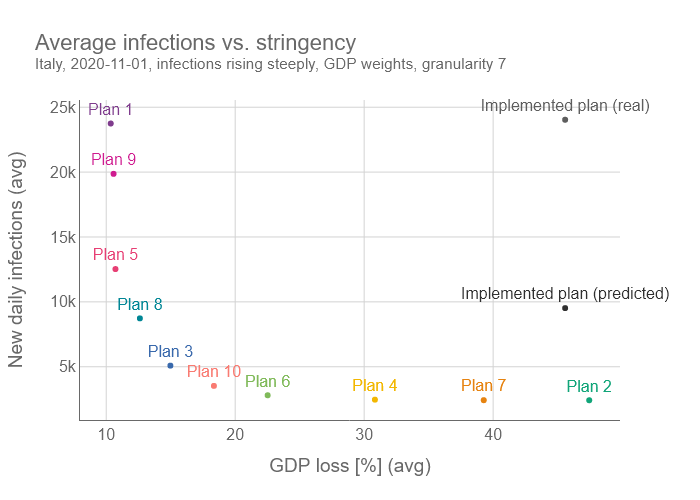 Average infections vs. stringency
Italy, 2020-11-01, infections rising steeply, GDP weights, granularity 7
25k
Plan 1
Implemented plan (real)
20k
Plan 9
15k
Plan 5
10k
Plan 8
Implemented plan (predicted)
5k
Plan 3
Plan 10
Plan 6
Plan 4
Plan 7
Plan 2
10
20
30
40
New daily infections (avg)
GDP loss [%] (avg)